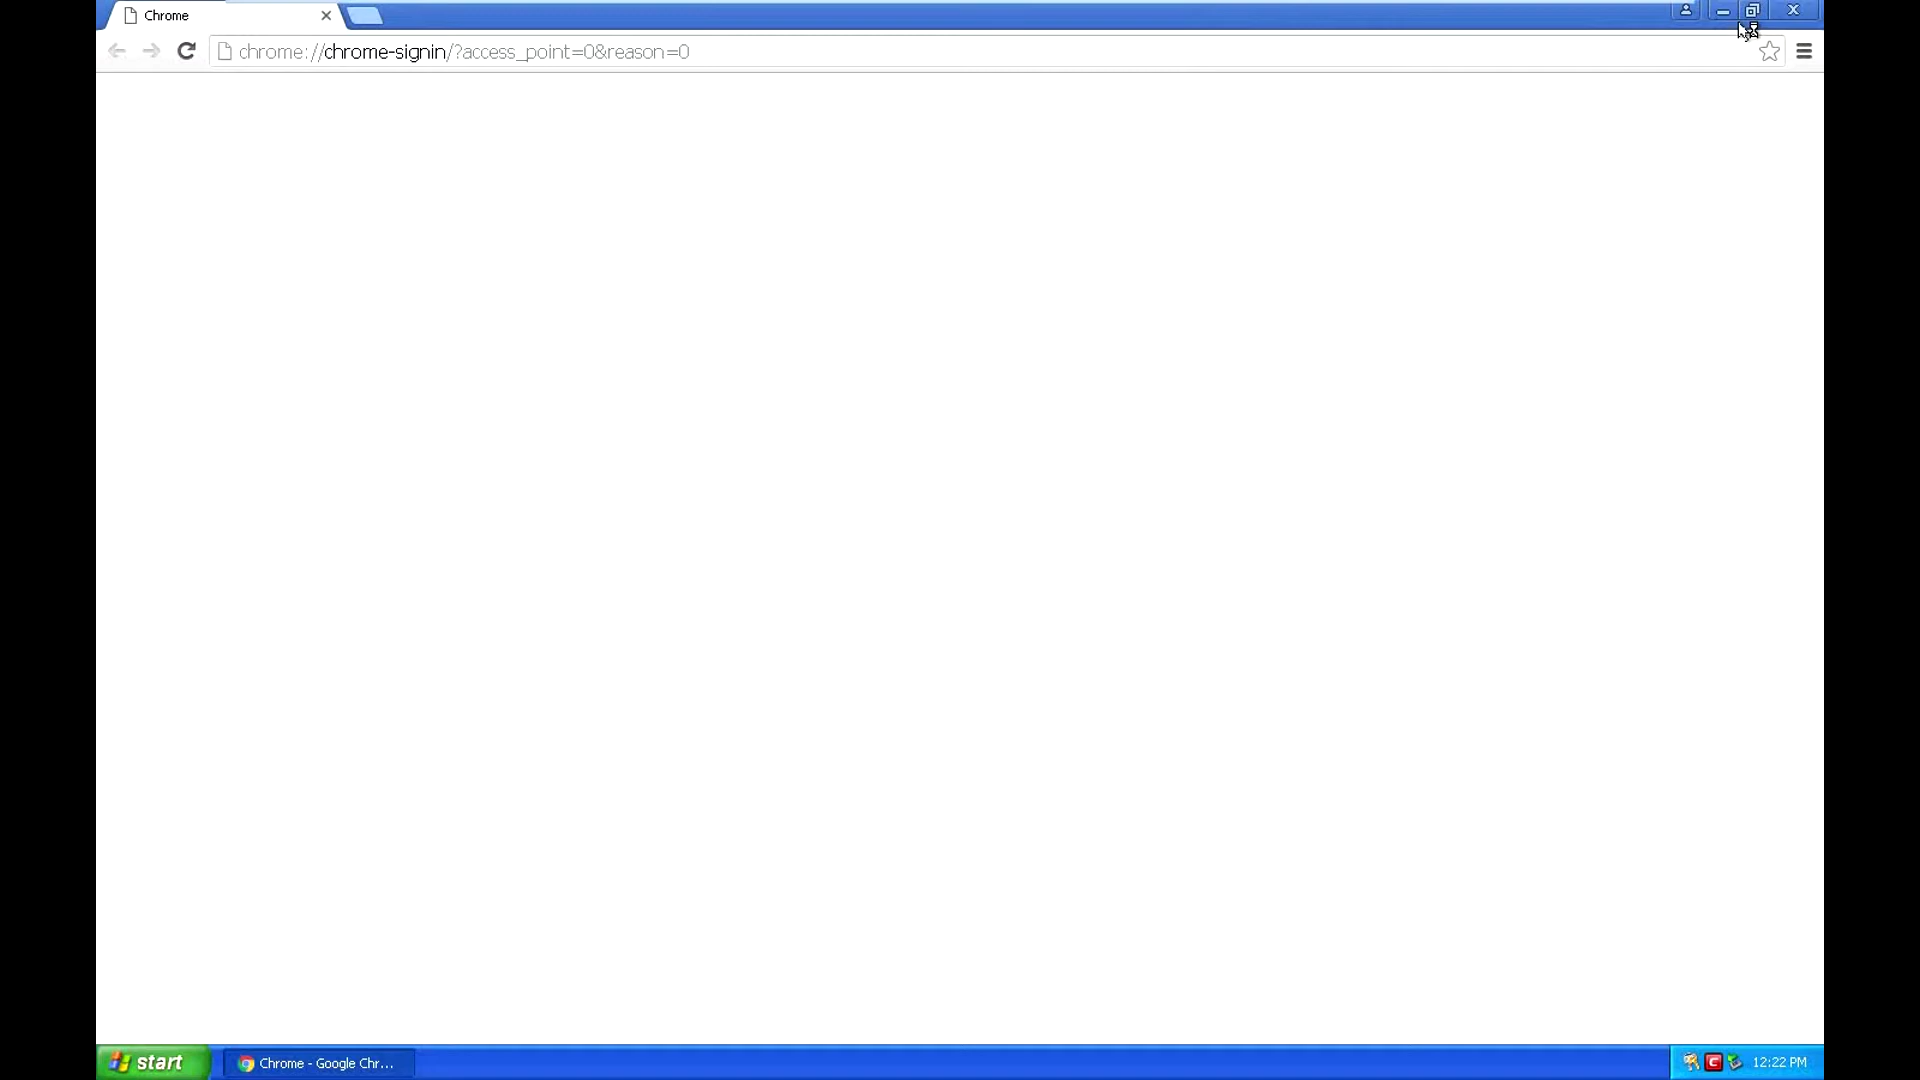 Chrome
chrome://chrome-signin/?access_point=0&reason=0
start
Chrome - Google Chr...
C
12:22 PM